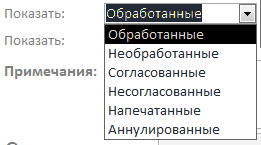 Показать: Обработанные
Показать: Обработанные
Необработанные
Примечания: Согласованные
Несогласованные
Напечатанные
Аннулированные